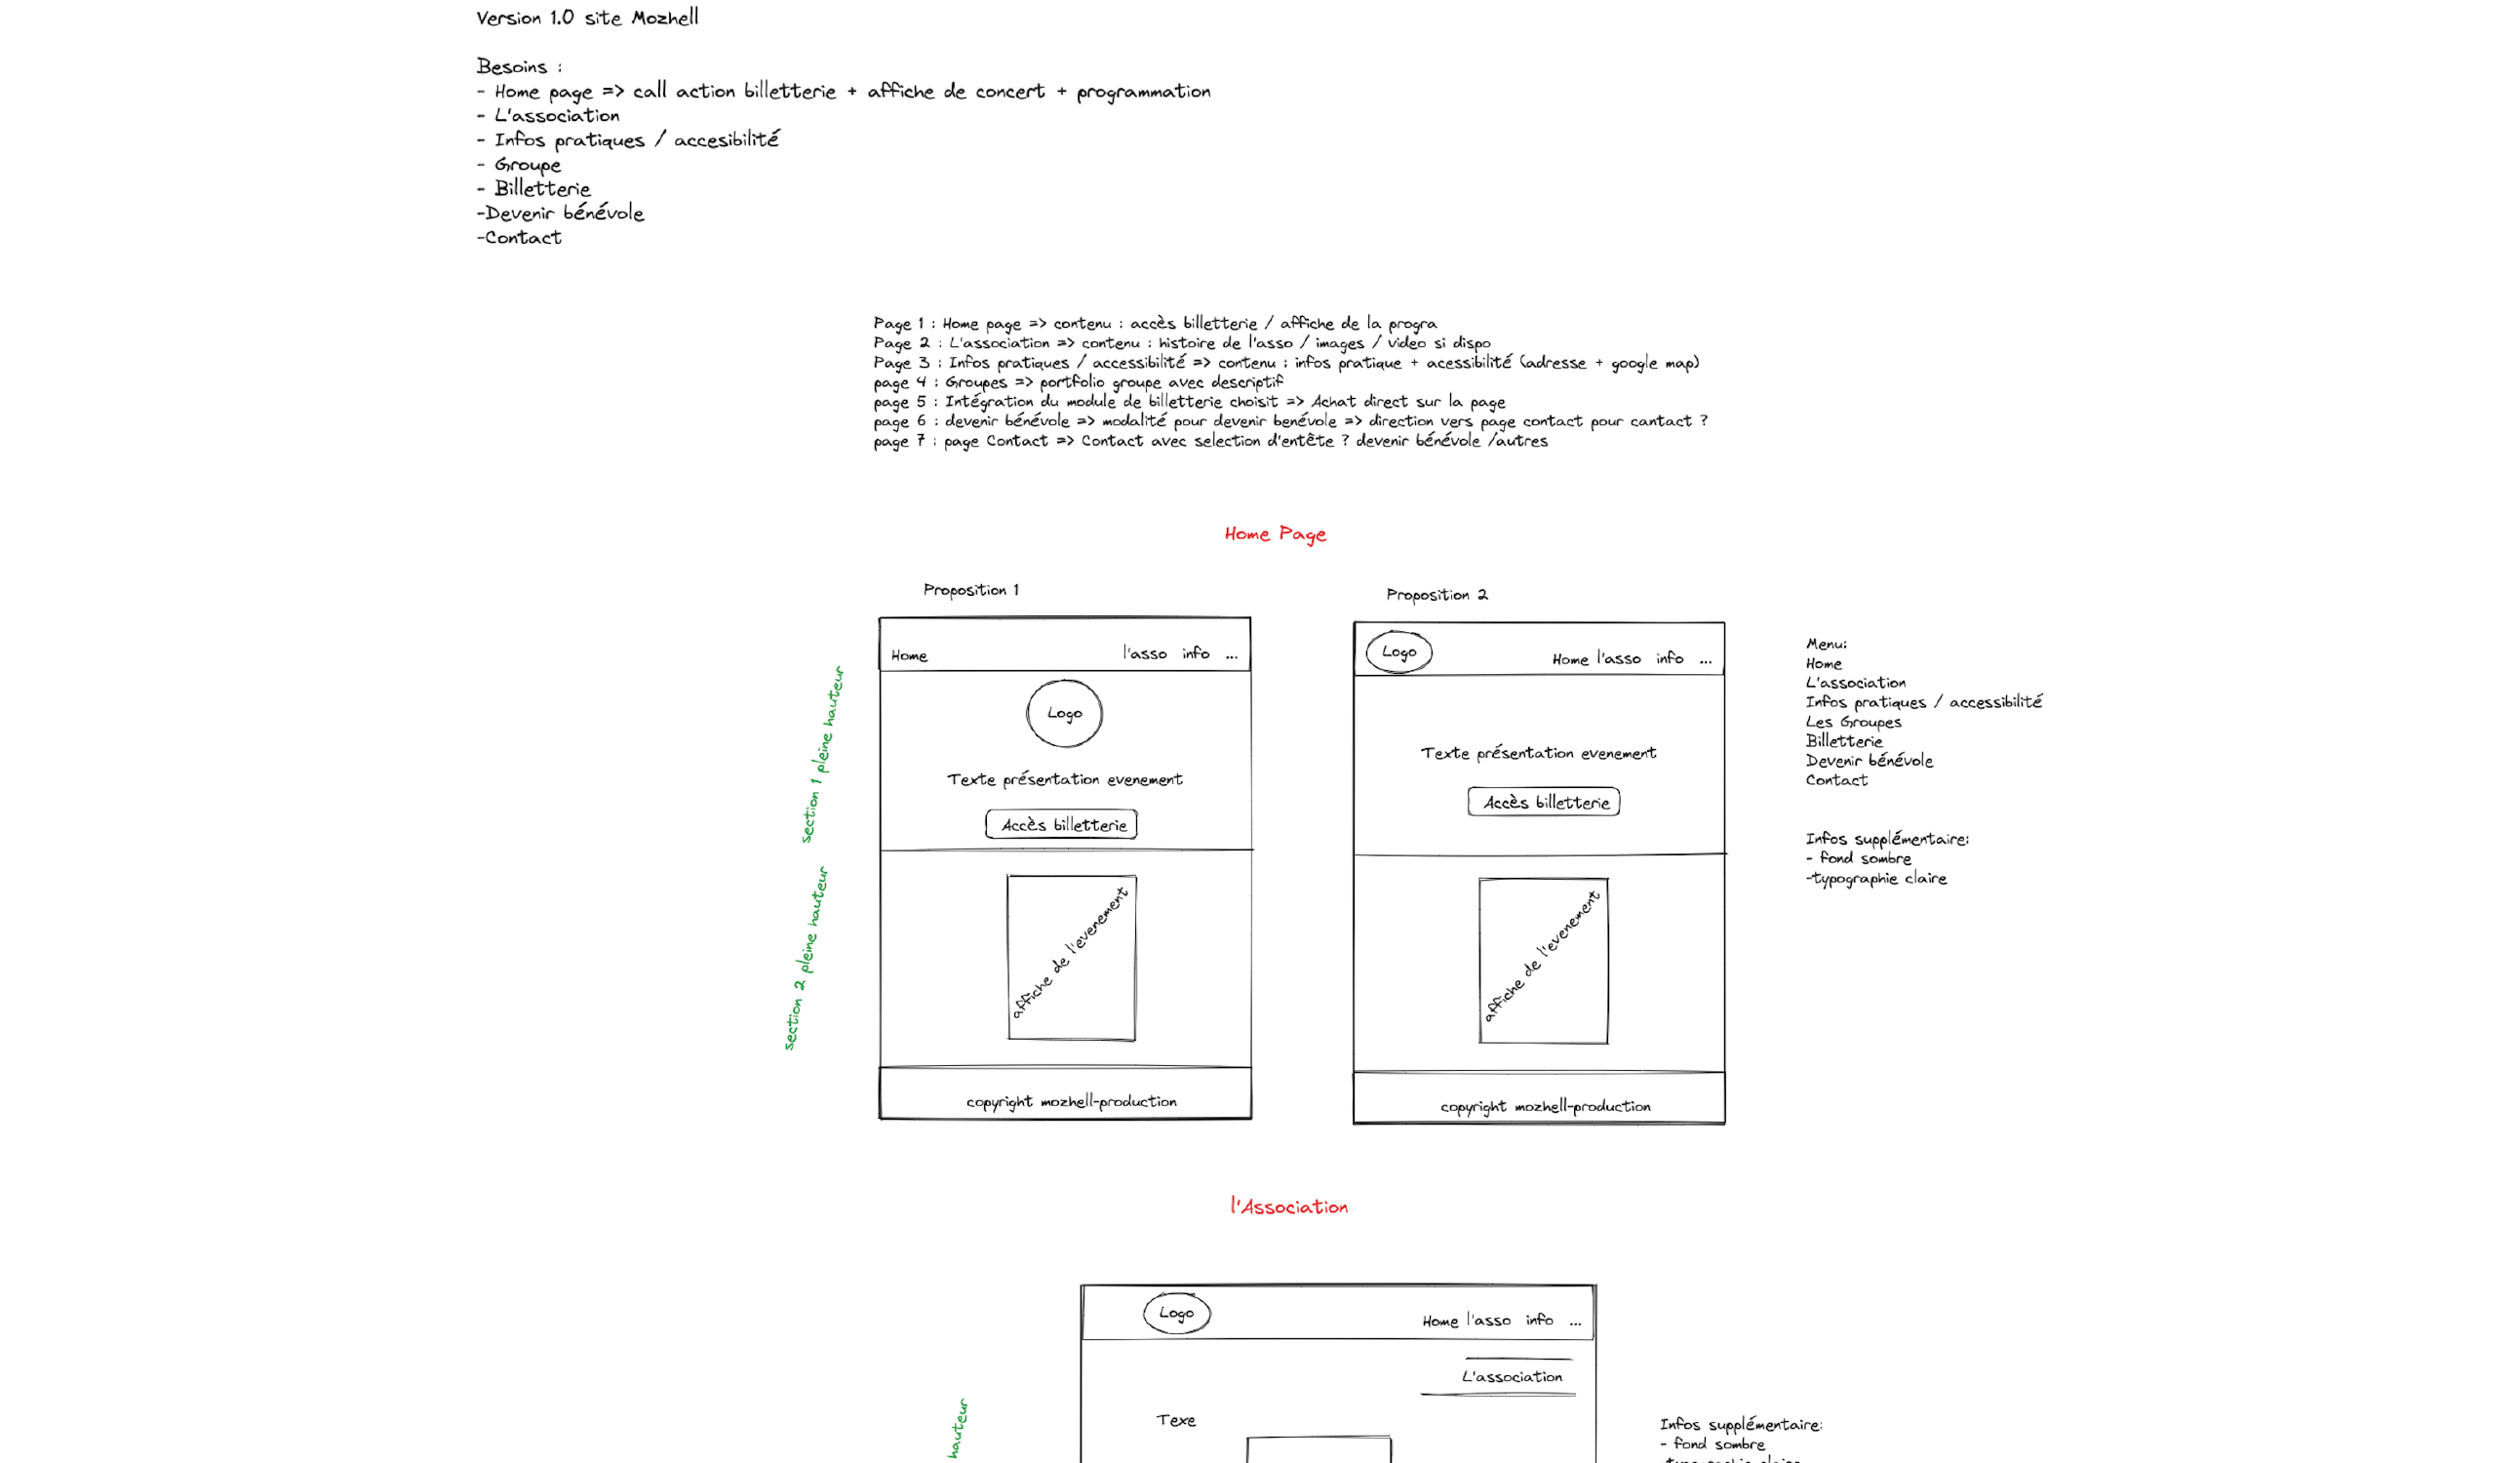 Version 1.0 site Mozhell
Besoins :
- Home page => call action billetterie + affiche de concert + programmation
- L'association
- Infos pratiques / accesibilité
- Groupe
- Billetterie
-Devenir bénévole
-Contact
Page 1 : Home page => contenu : accès billetterie / affiche de la progra
Page 2 : L'association => contenu : histoire de l'asso / images / video si dispo
Page 3 : Infos pratiques / accessibilité => contenu : infos pratique + acessibilité (adresse + google map)
page 4 : Groupes => portfolio groupe avec descriptif
page 5 : Intégration du module de billetterie choisit => Achat direct sur la page
page 6 : devenir bénévole => modalité pour devenir benévole => direction vers page contact pour cantact ?
page 7 : page Contact => Contact avec selection d'entête ? devenir bénévole /autres
Home Page
Proposition 1
Home l'asso info ...
Logo
Texte présentation evenement
Accès billetterie
affiche de l'evenement
copyright mozhell-production
section 1 pleine hauteur
section 2 pleine hauteur
Proposition 2
Logo
Home l'asso info ...
Texte présentation evenement
Accès billetterie
affiche de l'evenement
copyright mozhell-production
Menu:
Home
L'association
Infos pratiques / accessibilité
Les Groupes
Billetterie
Devenir bénévole
Contact
Infos supplémentaire:
- fond sombre
-typographie claire
l'Association
Logo
Home l'asso info ...
L'association
Texe
hauteur
Infos supplémentaire:
- fond sombre